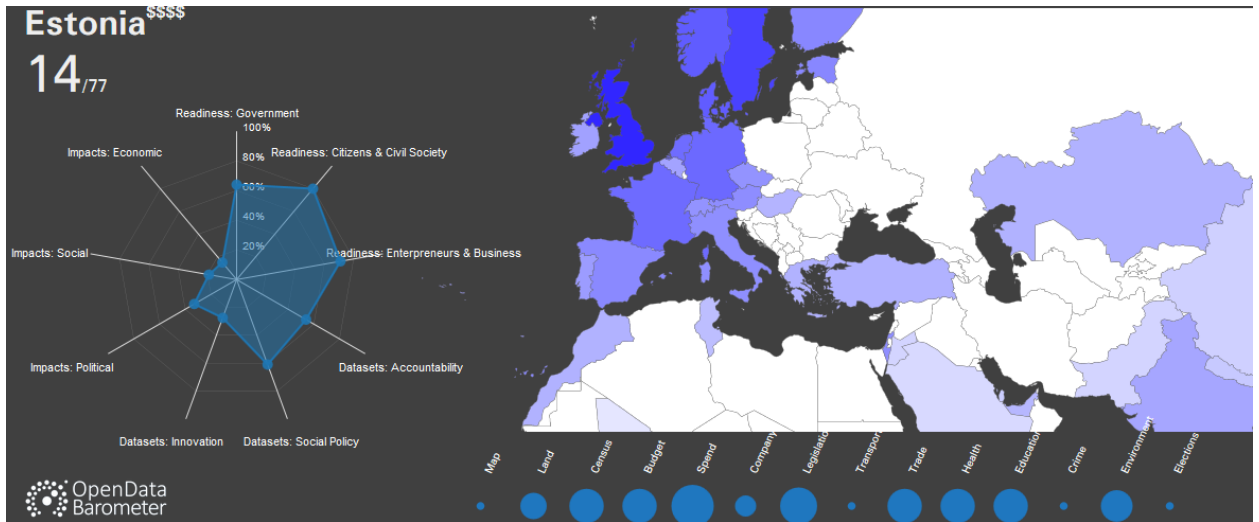 Estonia$$$$
14/77
Readiness: Government
100%
Impacts: Economic
Readiness: Citizens & Civil Society
80%
60%
40%
Impacts: Social
Readiness: Enterpreneurs & Business
20%
Impacts: Political
Datasets: Accountability
Datasets: Innovation
Datasets: Social Policy
Map
Land
Census
Budget
Spend
Company
Legislatio
Transport
Trade
Health
Education
Crime
Environment
Elections
OpenData
Barometer